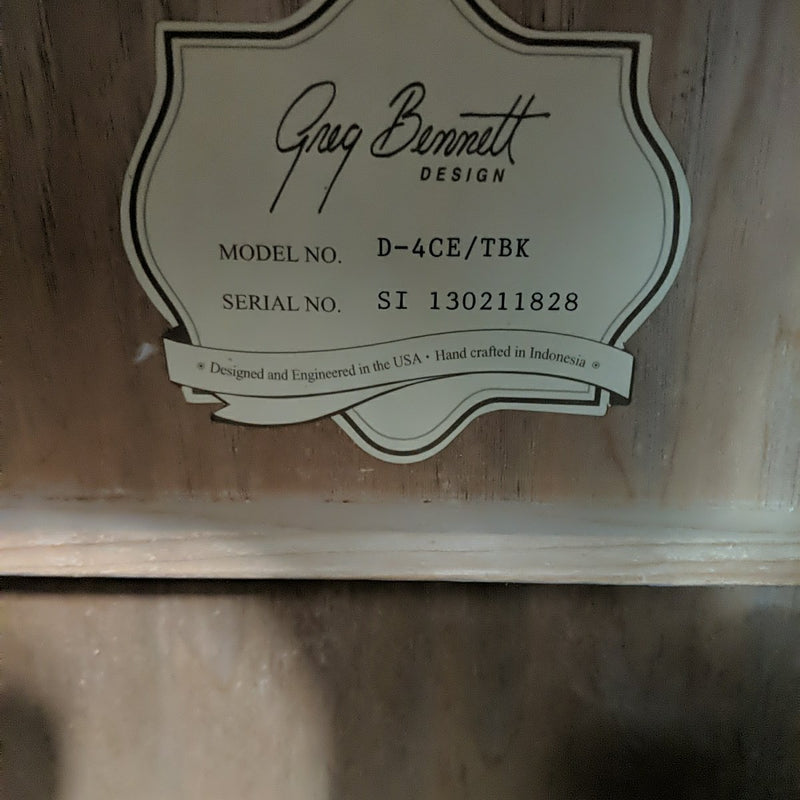 Greg Bennett
DESIGN
MODEL NO. D-4CE/TBK
SERIAL NO. SI 130211828
Designed and Engineered in the USA • Hand crafted in Indonesia